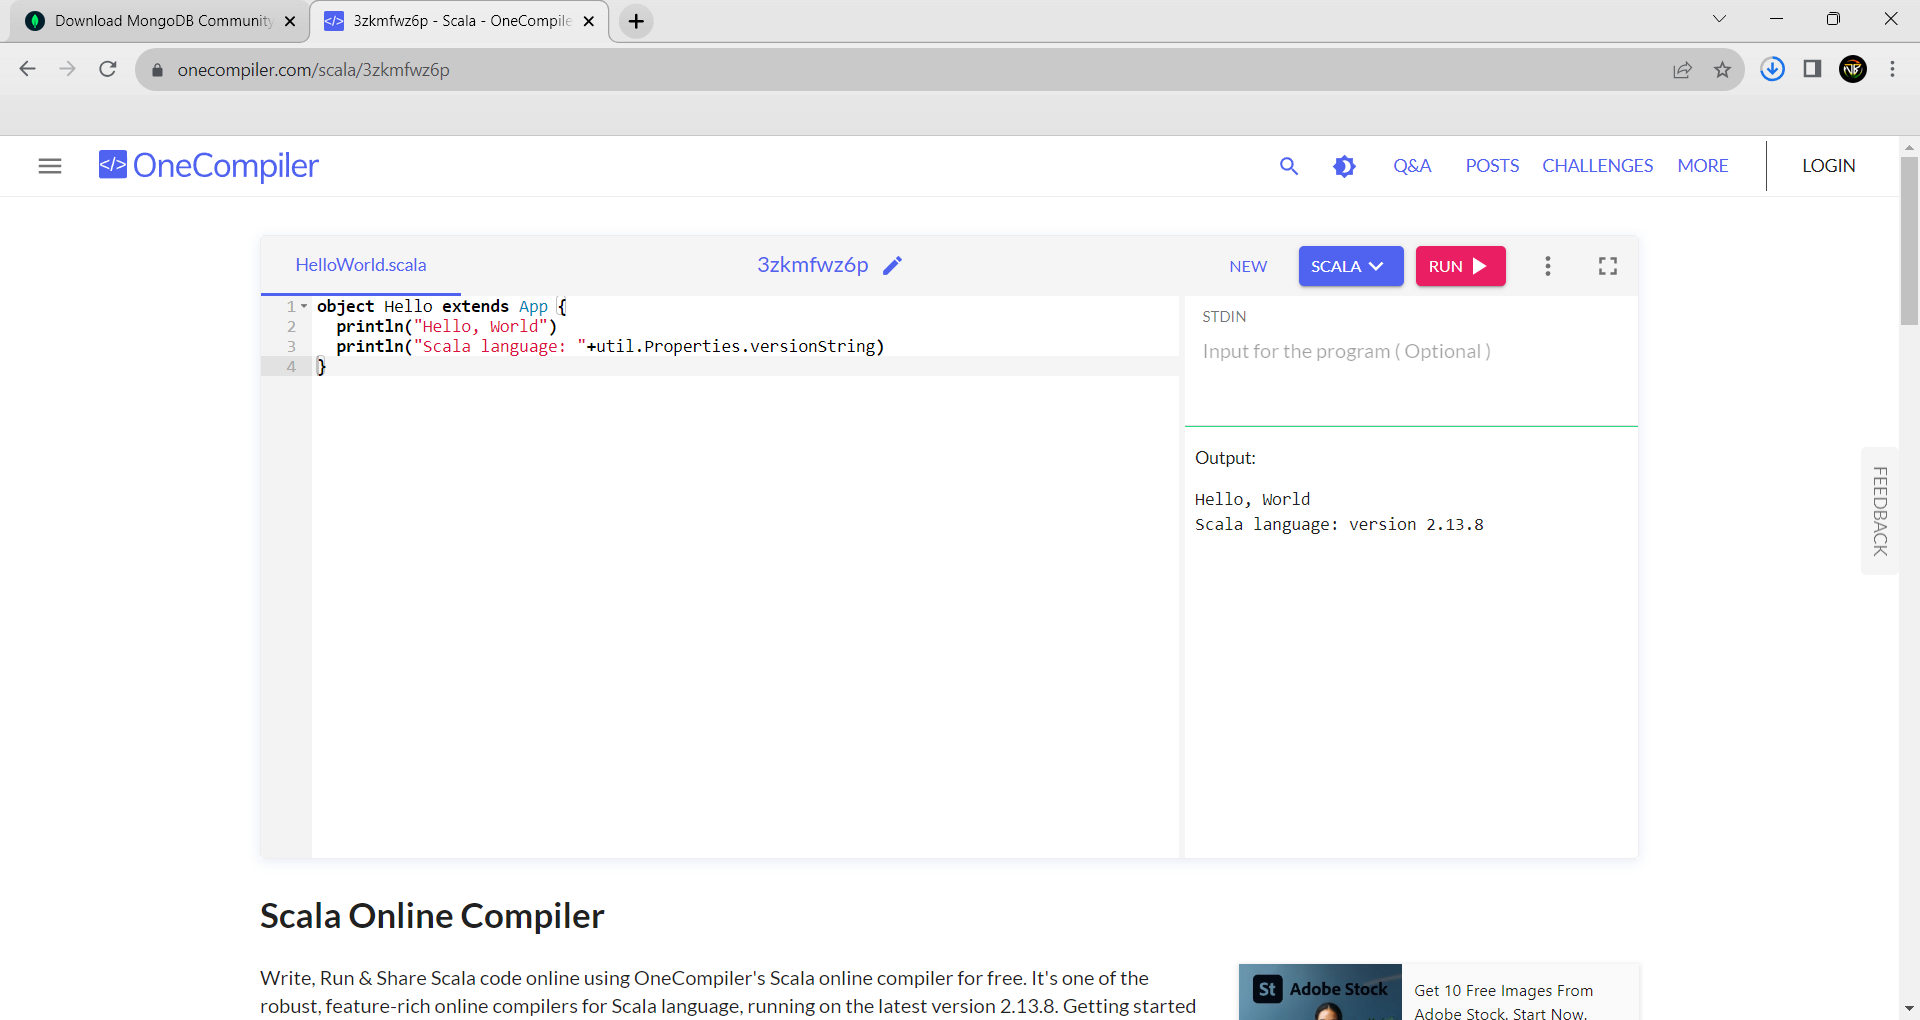 Download MongoDB Community
3zkmfwz6p - Scala - OneCompile
onecompiler.com/scala/3zkmfwz6p
</> OneCompiler
Q&A POSTS CHALLENGES MORE LOGIN
HelloWorld.scala
3zkmfwz6p
NEW SCALA RUN
1 object Hello extends App {
2 println("Hello, World")
3 println("Scala language: "+util.Properties.versionString)
4 }
STDIN
Input for the program ( Optional )
Output:
Hello, World
Scala language: version 2.13.8
FEEDBACK
Scala Online Compiler
Write, Run & Share Scala code online using OneCompiler's Scala online compiler for free. It's one of the
robust, feature-rich online compilers for Scala language, running on the latest version 2.13.8. Getting started
St Adobe Stock
Get 10 Free Images From
Adobe Stock. Start Now.